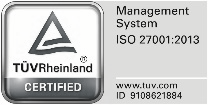 Management
System
ISO 27001:2013
TÜVRheinland®
CERTIFIED
www.tuv.com
ID 9108621884